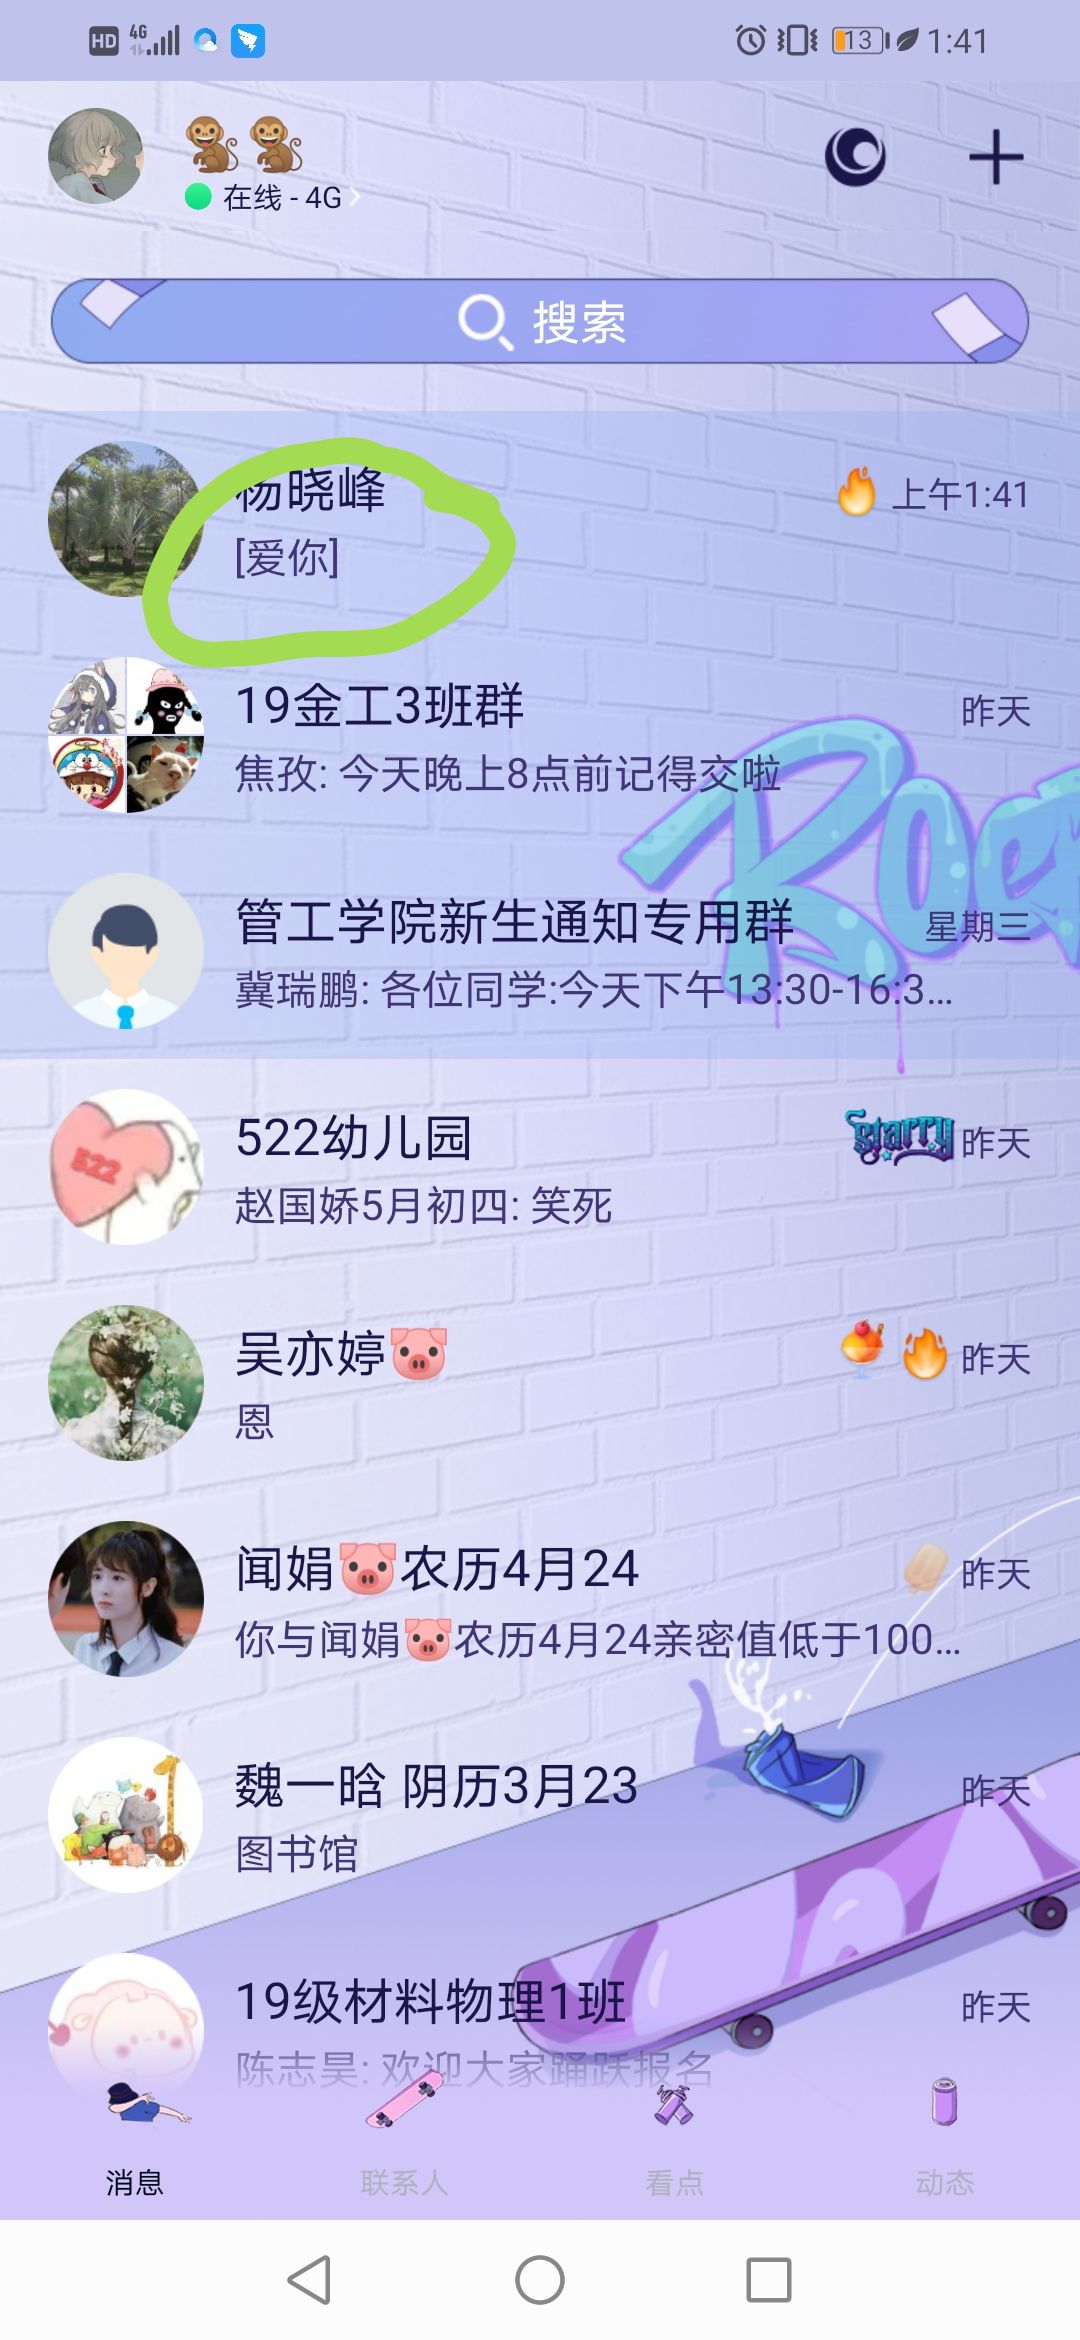 HD 4G 13 1:41
🐒🐒
在线 - 4G
搜索
杨晓峰 上午1:41
[爱你]
19金工3班群 昨天
焦孜: 今天晚上8点前记得交啦
管工学院新生通知专用群 星期三
冀瑞鹏: 各位同学:今天下午13:30-16:3...
522
522幼儿园 starry 昨天
赵国娇5月初四: 笑死
吴亦婷🐷 昨天
恩
闻娟🐷农历4月24 昨天
你与闻娟🐷农历4月24亲密值低于100...
魏一晗 阴历3月23 昨天
图书馆
19级材料物理1班 昨天
陈志昊: 欢迎大家踊跃报名
消息 联系人 看点 动态